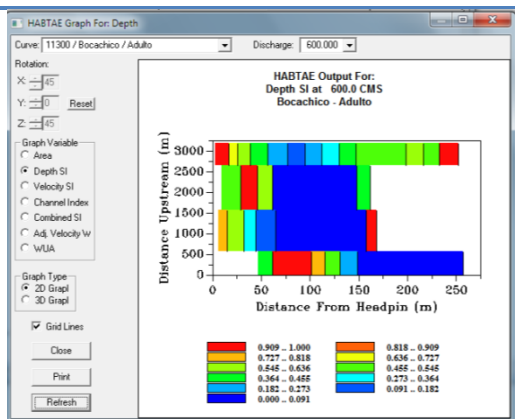 HABTAE Graph For: Depth
Curve: 11300 / Bocachico / Adulto
Discharge: 600.000
Rotation:
X: 45
Y: 0 Reset
Z: 45
Graph Variable
Area
Depth SI
Velocity SI
Channel Index
Combined SI
Adj. Velocity W
WUA
Graph Type
2D Grapl
3D Grapl
Grid Lines
Close
Print
Refresh
HABTAE Output For:
Depth SI at 600.0 CMS
Bocachico - Adulto
Distance Upstream (m)
3000
2500
2000
1500
1000
500
0
0 50 100 150 200 250
Distance From Headpin (m)
0.909 .. 1.000 0.818 .. 0.909
0.727 .. 0.818 0.636 .. 0.727
0.545 .. 0.636 0.455 .. 0.545
0.364 .. 0.455 0.273 .. 0.364
0.182 .. 0.273 0.091 .. 0.182
0.000 .. 0.091